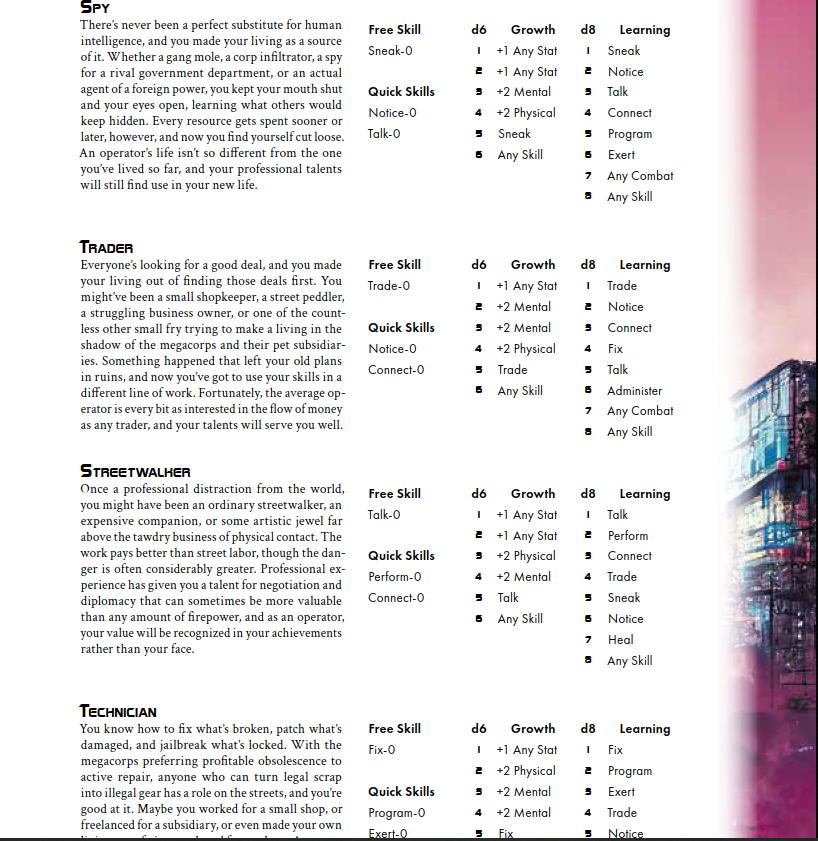 Spy
There's never been a perfect substitute for human
intelligence, and you made your living as a source
of it. Whether a gang mole, a corp infiltrator, a spy
for a rival government department, or an actual
agent of a foreign power, you kept your mouth shut
and your eyes open, learning what others would
keep hidden. Every resource gets spent sooner or
later, however, and now you find yourself cut loose.
An operator's life isn't so different from the one
you've lived so far, and your professional talents
will still find use in your new life.
Free Skill d6 Growth d8 Learning
Sneak-0 1 +1 Any Stat 1 Sneak
2 +1 Any Stat 2 Notice
Quick Skills 3 +2 Mental 3 Talk
Notice-0 4 +2 Physical 4 Connect
Talk-0 5 Sneak 5 Program
6 Any Skill 6 Exert
7 Any Combat
8 Any Skill
Trader
Everyone's looking for a good deal, and you made
your living out of finding those deals first. You
might've been a small shopkeeper, a street peddler,
a struggling business owner, or one of the count-
less other small fry trying to make a living in the
shadow of the megacorps and their pet subsidiar-
ies. Something happened that left your old plans
in ruins, and now you've got to use your skills in a
different line of work. Fortunately, the average op-
erator is every bit as interested in the flow of money
as any trader, and your talents will serve you well.
Free Skill d6 Growth d8 Learning
Trade-0 1 +1 Any Stat 1 Trade
2 +2 Mental 2 Notice
Quick Skills 3 +2 Mental 3 Connect
Notice-0 4 +2 Physical 4 Fix
Connect-0 5 Trade 5 Talk
6 Any Skill 6 Administer
7 Any Combat
8 Any Skill
Streetwalker
Once a professional distraction from the world,
you might have been an ordinary streetwalker, an
expensive companion, or some artistic jewel far
above the tawdry business of physical contact. The
work pays better than street labor, though the dan-
ger is often considerably greater. Professional ex-
perience has given you a talent for negotiation and
diplomacy that can sometimes be more valuable
than any amount of firepower, and as an operator,
your value will be recognized in your achievements
rather than your face.
Free Skill d6 Growth d8 Learning
Talk-0 1 +1 Any Stat 1 Talk
2 +1 Any Stat 2 Perform
Quick Skills 3 +2 Physical 3 Connect
Perform-0 4 +2 Mental 4 Trade
Connect-0 5 Talk 5 Sneak
6 Any Skill 6 Notice
7 Heal
8 Any Skill
Technician
You know how to fix what's broken, patch what's
damaged, and jailbreak what's locked. With the
megacorps preferring profitable obsolescence to
active repair, anyone who can turn legal scrap
into illegal gear has a role on the streets, and you're
good at it. Maybe you worked for a small shop, or
freelanced for a subsidiary, or even made your own
Free Skill d6 Growth d8 Learning
Fix-0 1 +1 Any Stat 1 Fix
2 +2 Physical 2 Program
Quick Skills 3 +2 Mental 3 Exert
Program-0 4 +2 Mental 4 Trade
Exert-0 5 Fix 5 Notice